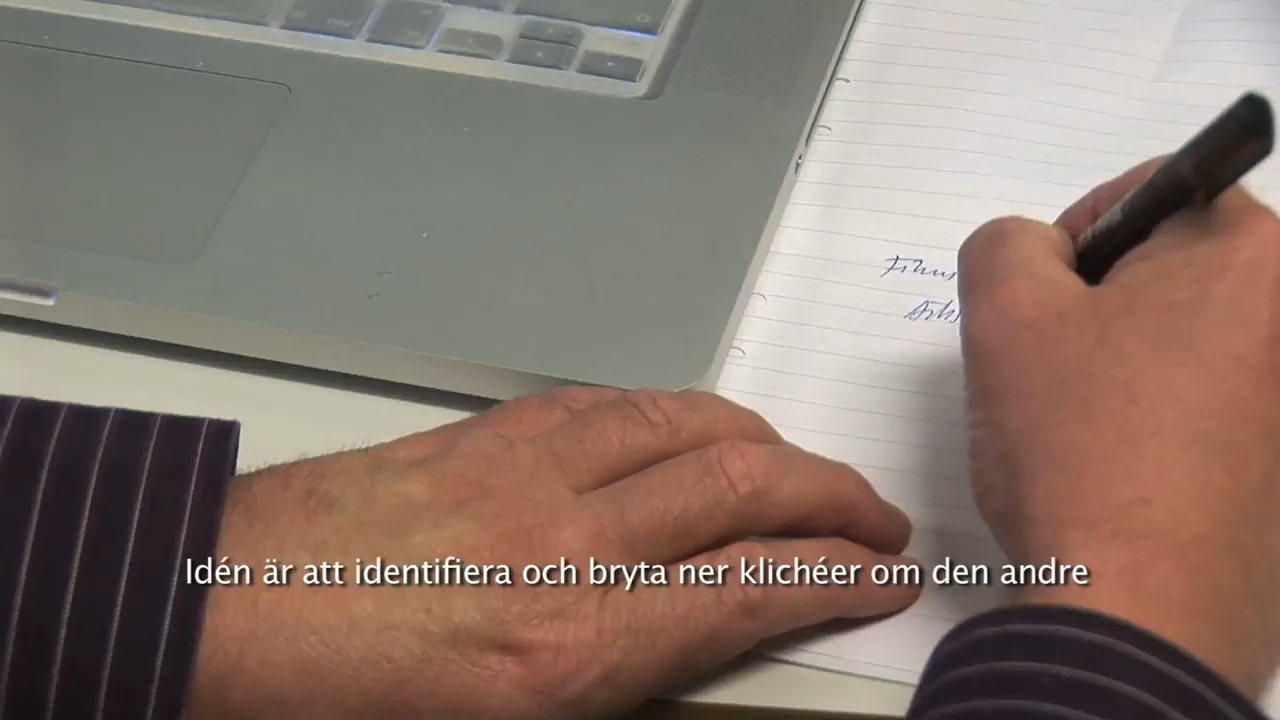 Idén är att identifiera och bryta ner klichéer om den andre